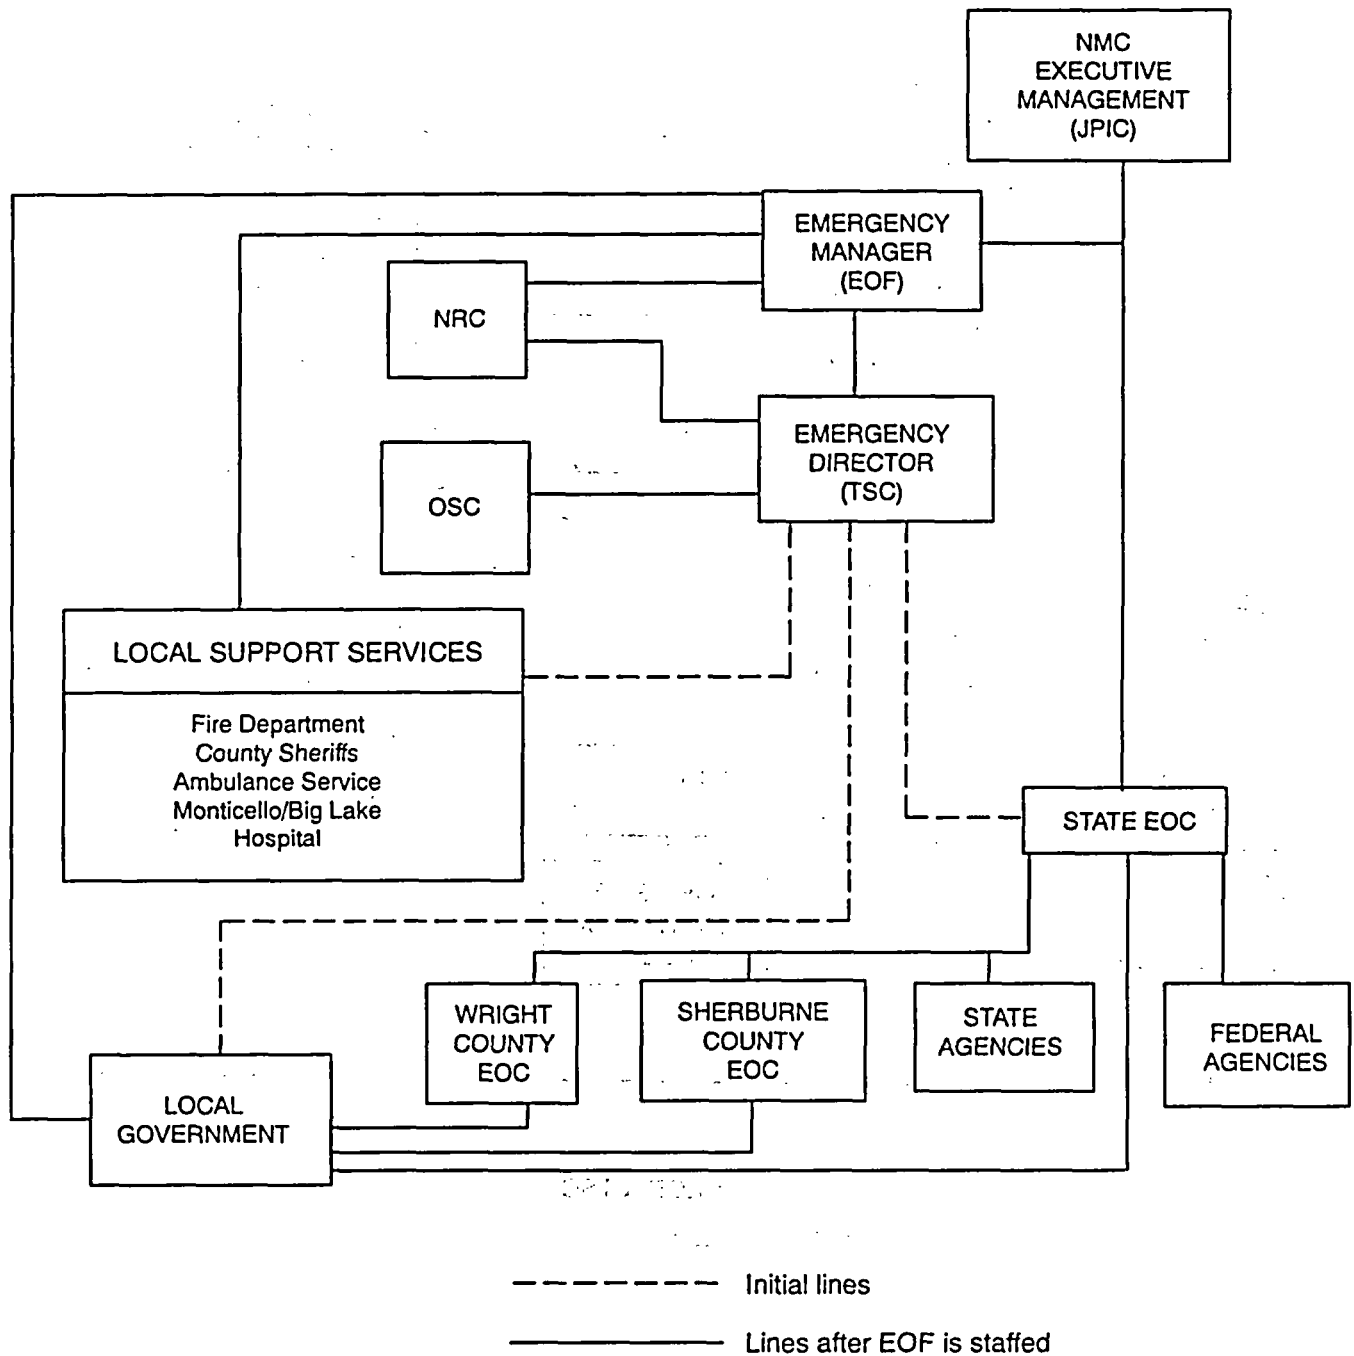 NMC
EXECUTIVE
MANAGEMENT
(JPIC)
EMERGENCY
MANAGER
(EOF)
NRC
EMERGENCY
DIRECTOR
(TSC)
OSC
LOCAL SUPPORT SERVICES
Fire Department
County Sheriffs
Ambulance Service
Monticello/Big Lake
Hospital
STATE EOC
WRIGHT
COUNTY
EOC
SHERBURNE
COUNTY
EOC
STATE
AGENCIES
FEDERAL
AGENCIES
LOCAL
GOVERNMENT
Initial lines
Lines after EOF is staffed